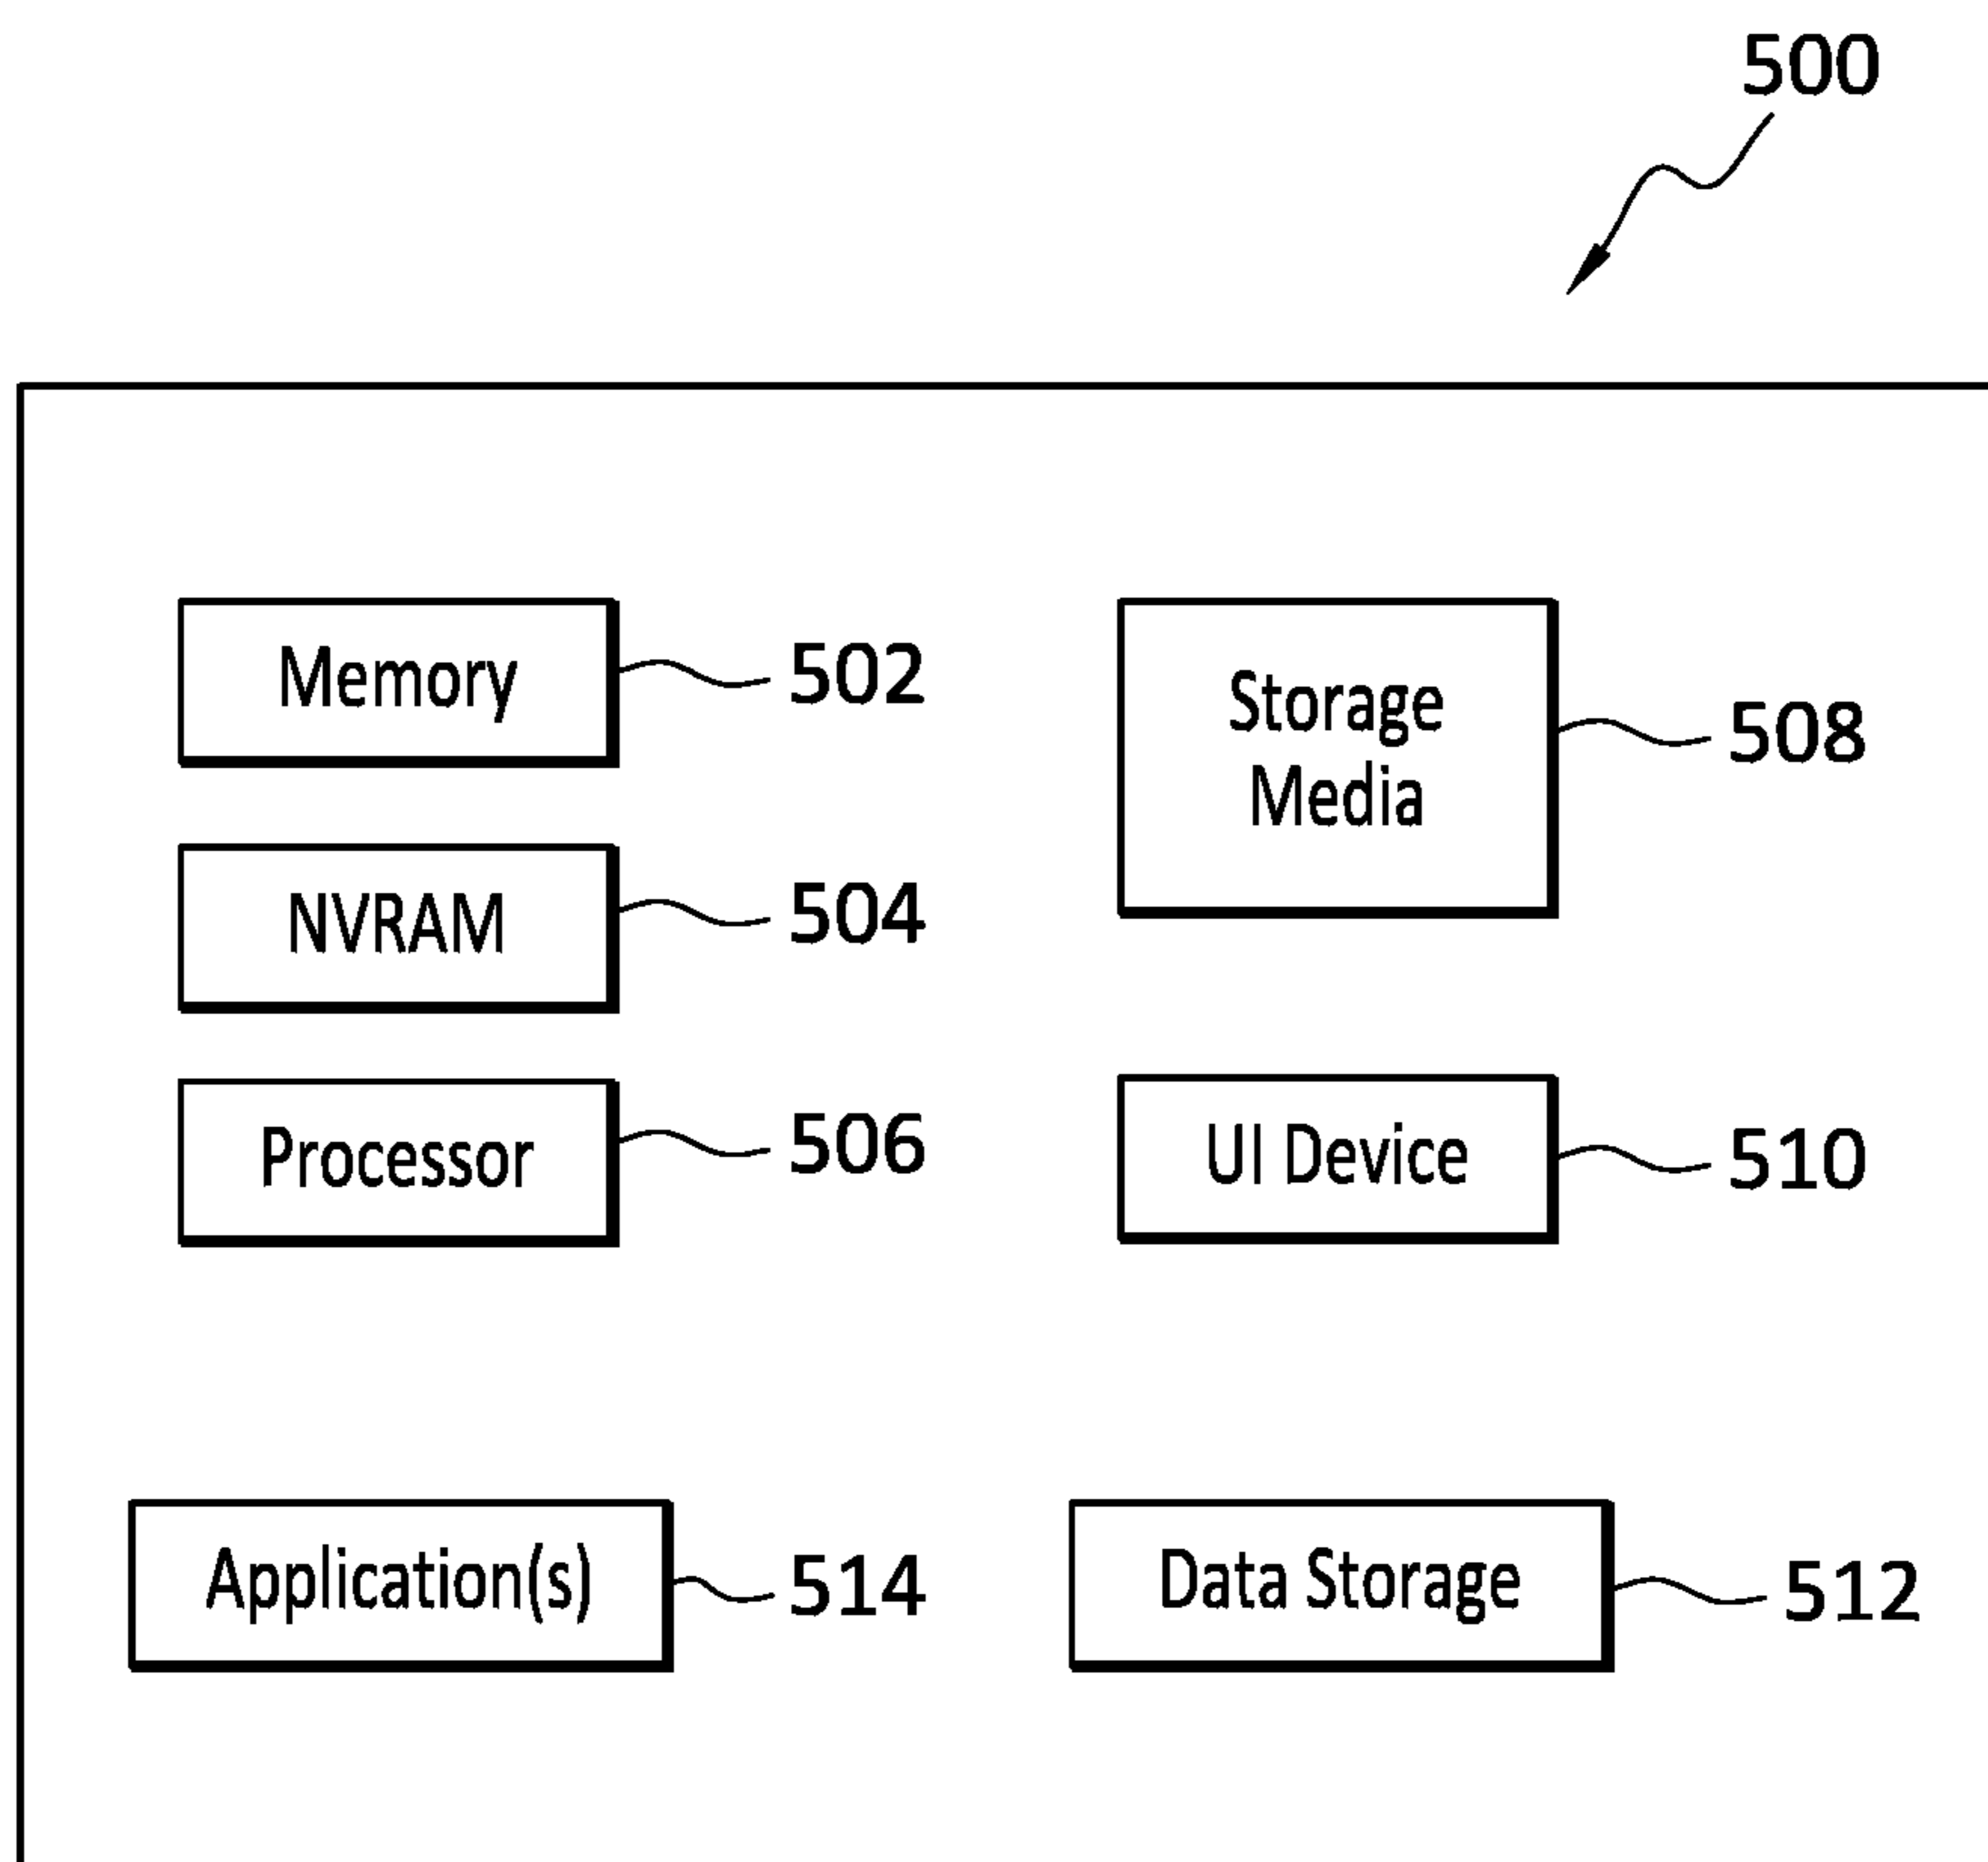 500
Memory
502
Storage
Media
508
NVRAM
504
Processor
506
UI Device
510
Application(s)
514
Data Storage
512